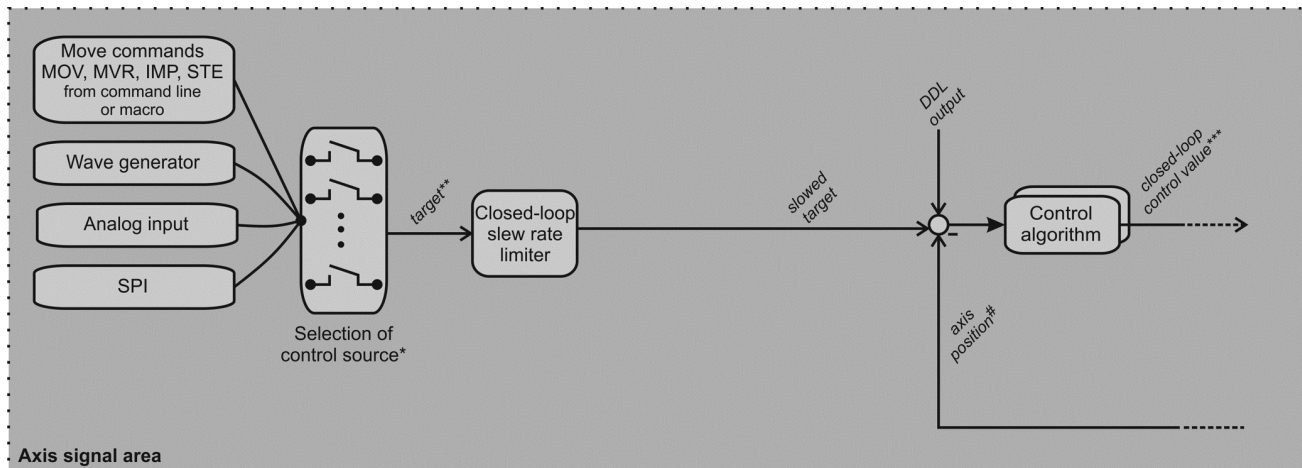 Move commands
MOV, MVR, IMP, STE
from command line
or macro
Wave generator
Analog input
SPI
Selection of
control source*
target**
Closed-loop
slew rate
limiter
slowed
target
DDL
output
axis
position#
Control
algorithm
closed-loop
control value***
Axis signal area